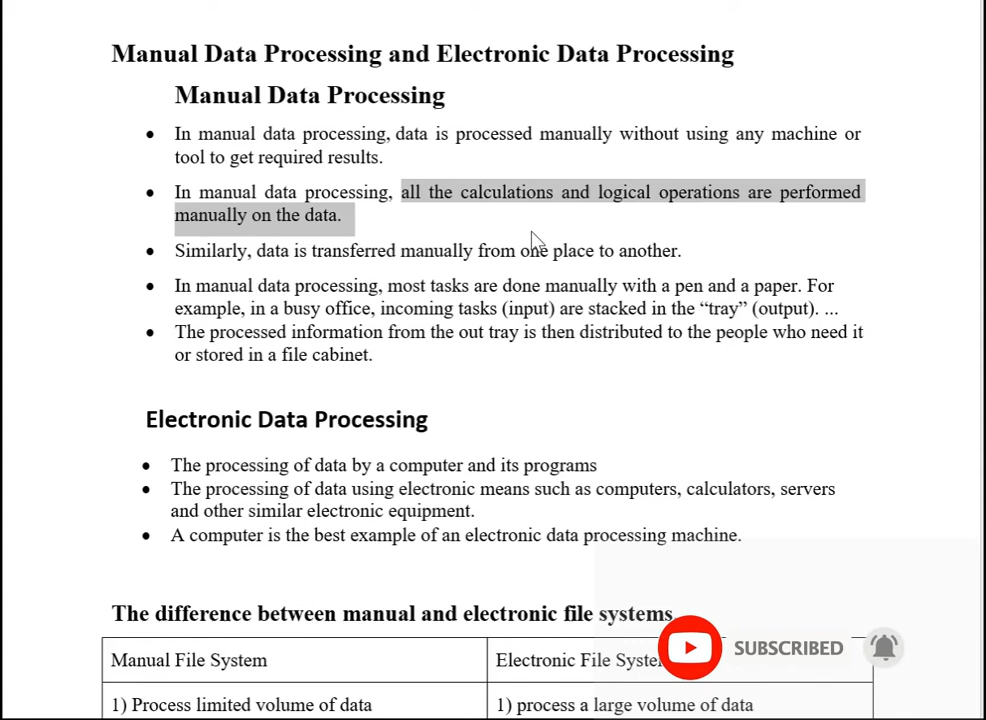 Manual Data Processing and Electronic Data Processing
Manual Data Processing
• In manual data processing, data is processed manually without using any machine or
tool to get required results.
• In manual data processing, all the calculations and logical operations are performed
manually on the data.
• Similarly, data is transferred manually from one place to another.
• In manual data processing, most tasks are done manually with a pen and a paper. For
example, in a busy office, incoming tasks (input) are stacked in the “tray” (output). ...
• The processed information from the out tray is then distributed to the people who need it
or stored in a file cabinet.
Electronic Data Processing
• The processing of data by a computer and its programs
• The processing of data using electronic means such as computers, calculators, servers
and other similar electronic equipment.
• A computer is the best example of an electronic data processing machine.
The difference between manual and electronic file systems
Manual File System
Electronic File
SUBSCRIBED
1) Process limited volume of data
1) process a large volume of data